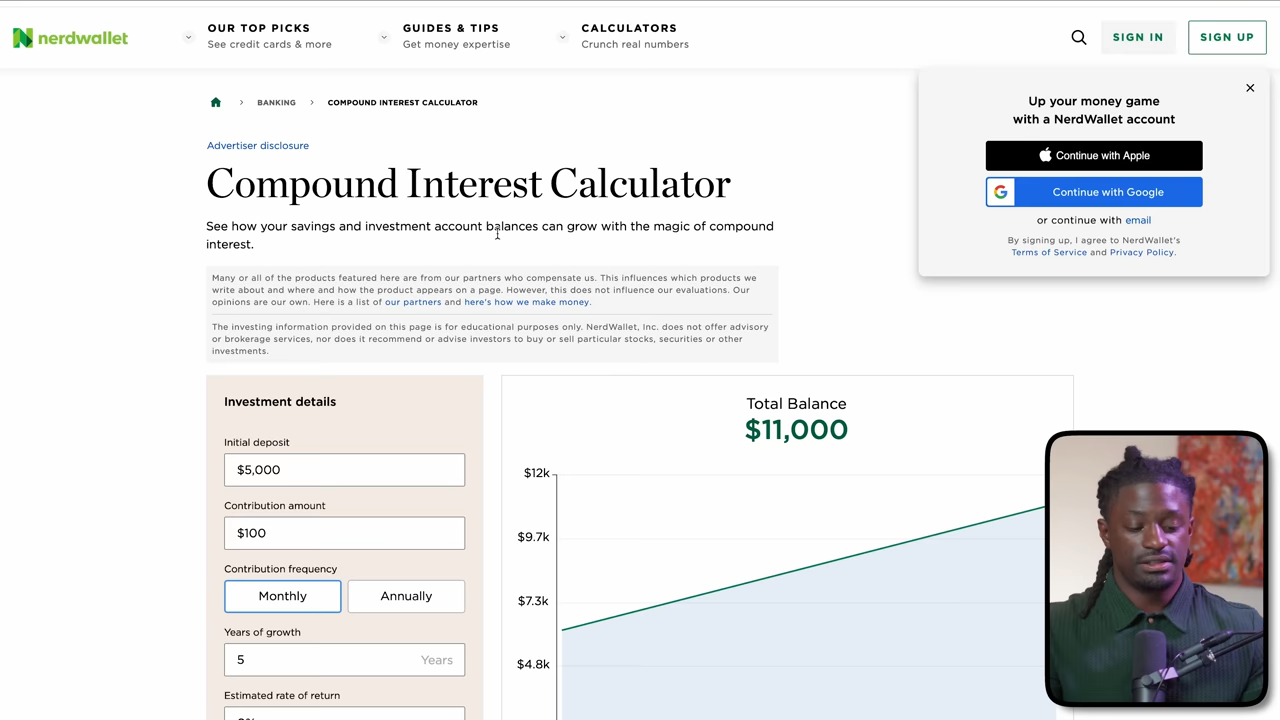 nerdwallet
OUR TOP PICKS
See credit cards & more
GUIDES & TIPS
Get money expertise
CALCULATORS
Crunch real numbers
SIGN IN
SIGN UP
BANKING
COMPOUND INTEREST CALCULATOR
Up your money game
with a NerdWallet account
Continue with Apple
Continue with Google
or continue with email
By signing up, I agree to NerdWallet's
Terms of Service and Privacy Policy.
Advertiser disclosure
Compound Interest Calculator
See how your savings and investment account balances can grow with the magic of compound
interest.
Many or all of the products featured here are from our partners who compensate us. This influences which products we
write about and where and how the product appears on a page. However, this does not influence our evaluations. Our
opinions are our own. Here is a list of our partners and here's how we make money.
The investing information provided on this page is for educational purposes only. NerdWallet, Inc. does not offer advisory
or brokerage services, nor does it recommend or advise investors to buy or sell particular stocks, securities or other
investments.
Investment details
Initial deposit
$5,000
Contribution amount
$100
Contribution frequency
Monthly
Annually
Years of growth
5 Years
Estimated rate of return
Total Balance
$11,000
$12k
$9.7k
$7.3k
$4.8k